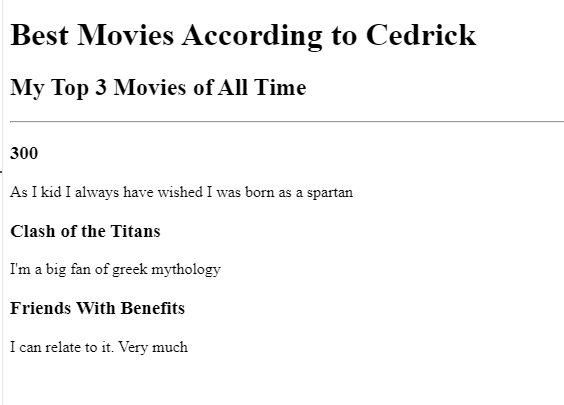 Best Movies According to Cedrick
My Top 3 Movies of All Time
300
As I kid I always have wished I was born as a spartan
Clash of the Titans
I'm a big fan of greek mythology
Friends With Benefits
I can relate to it. Very much